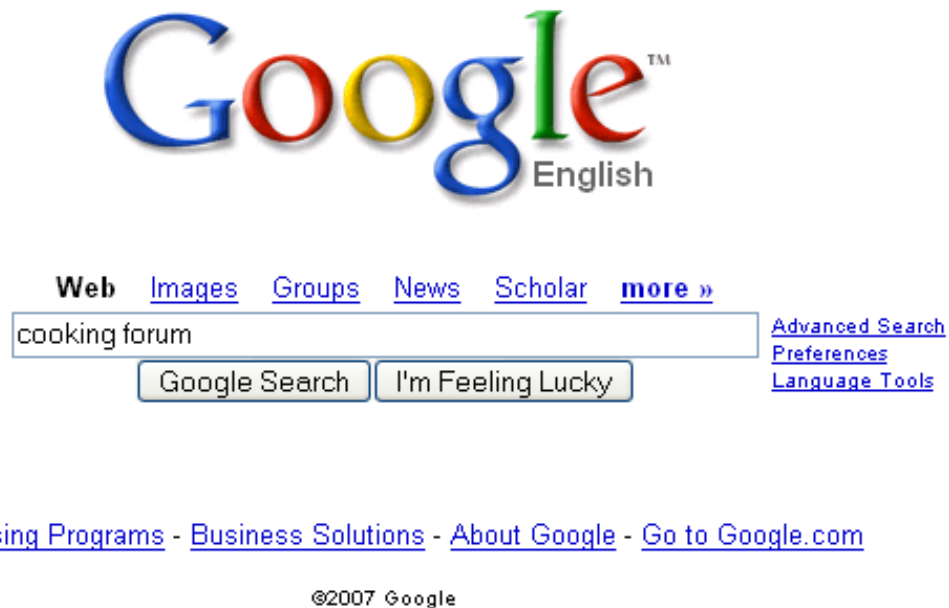 Google™
English
Web Images Groups News Scholar more »
cooking forum
Advanced Search
Preferences
Language Tools
Google Search I'm Feeling Lucky
sing Programs - Business Solutions - About Google - Go to Google.com
©2007 Google